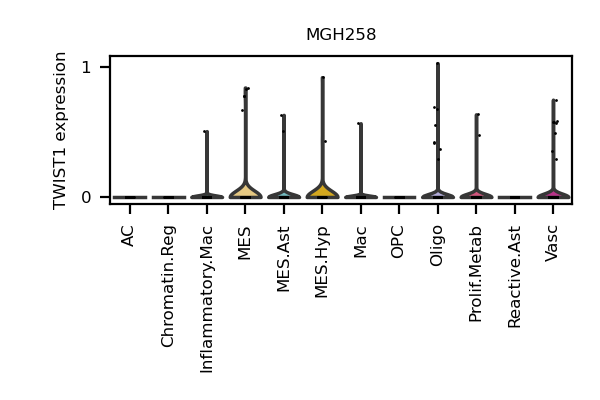 MGH258
TWIST1 expression
1
0
AC
Chromatin.Reg
Inflammatory.Mac
MES
MES.Ast
MES.Hyp
Mac
OPC
Oligo
Prolif.Metab
Reactive.Ast
Vasc